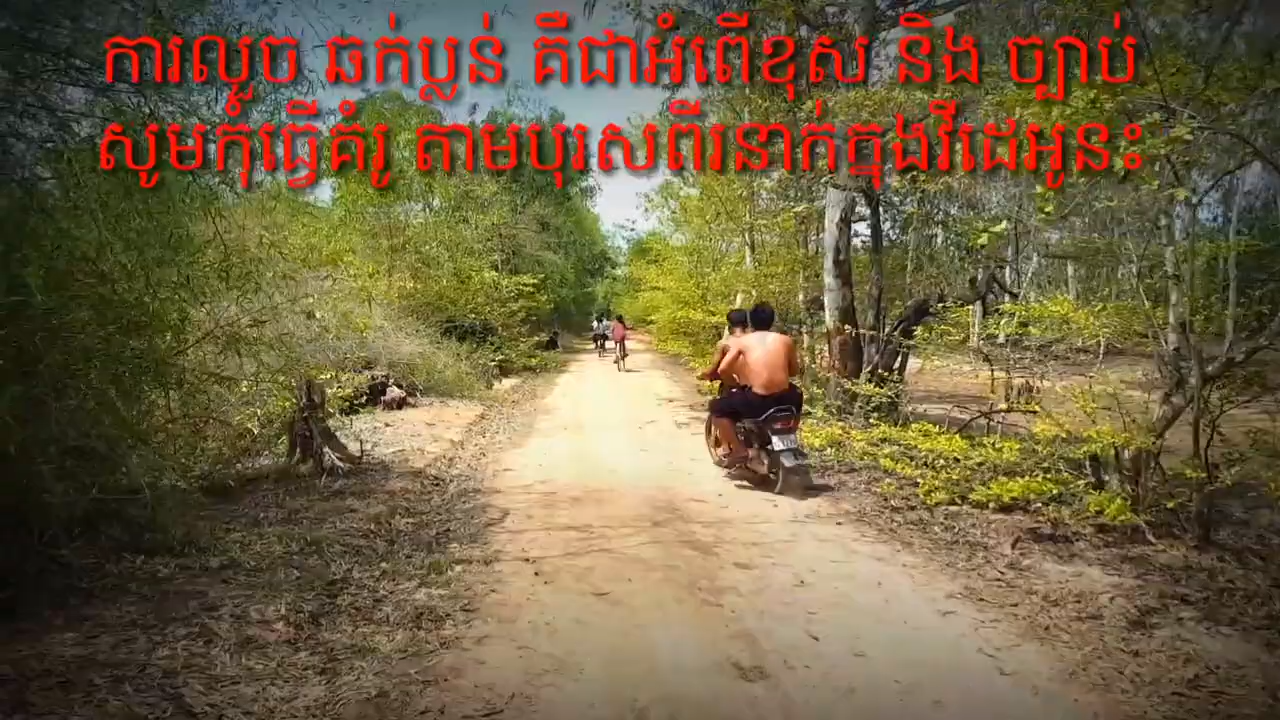 ការលួច ឆក់ប្លន់ គឺជាអំពើខុស និង ច្បាប់
សូមកុំធ្វើគំរូ តាមបុរសពីរនាក់ក្នុងវីដេអូនះ